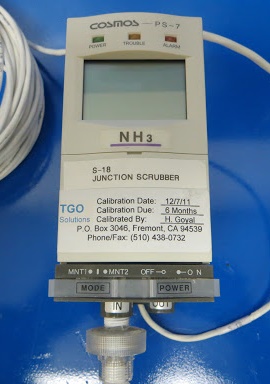 COSMOS — PS-7
POWER TROUBLE ALARM
NH3
S-18
JUNCTION SCRUBBER
TGO
Solutions
Calibration Date: 12/7/11
Calibration Due: 6 Months
Calibrated By: H. Goyal
P.O. Box 3046, Fremont, CA 94539
Phone/Fax: (510) 438-0732
MNT1 MNT2 OFF ON
MODE POWER
IN OUT